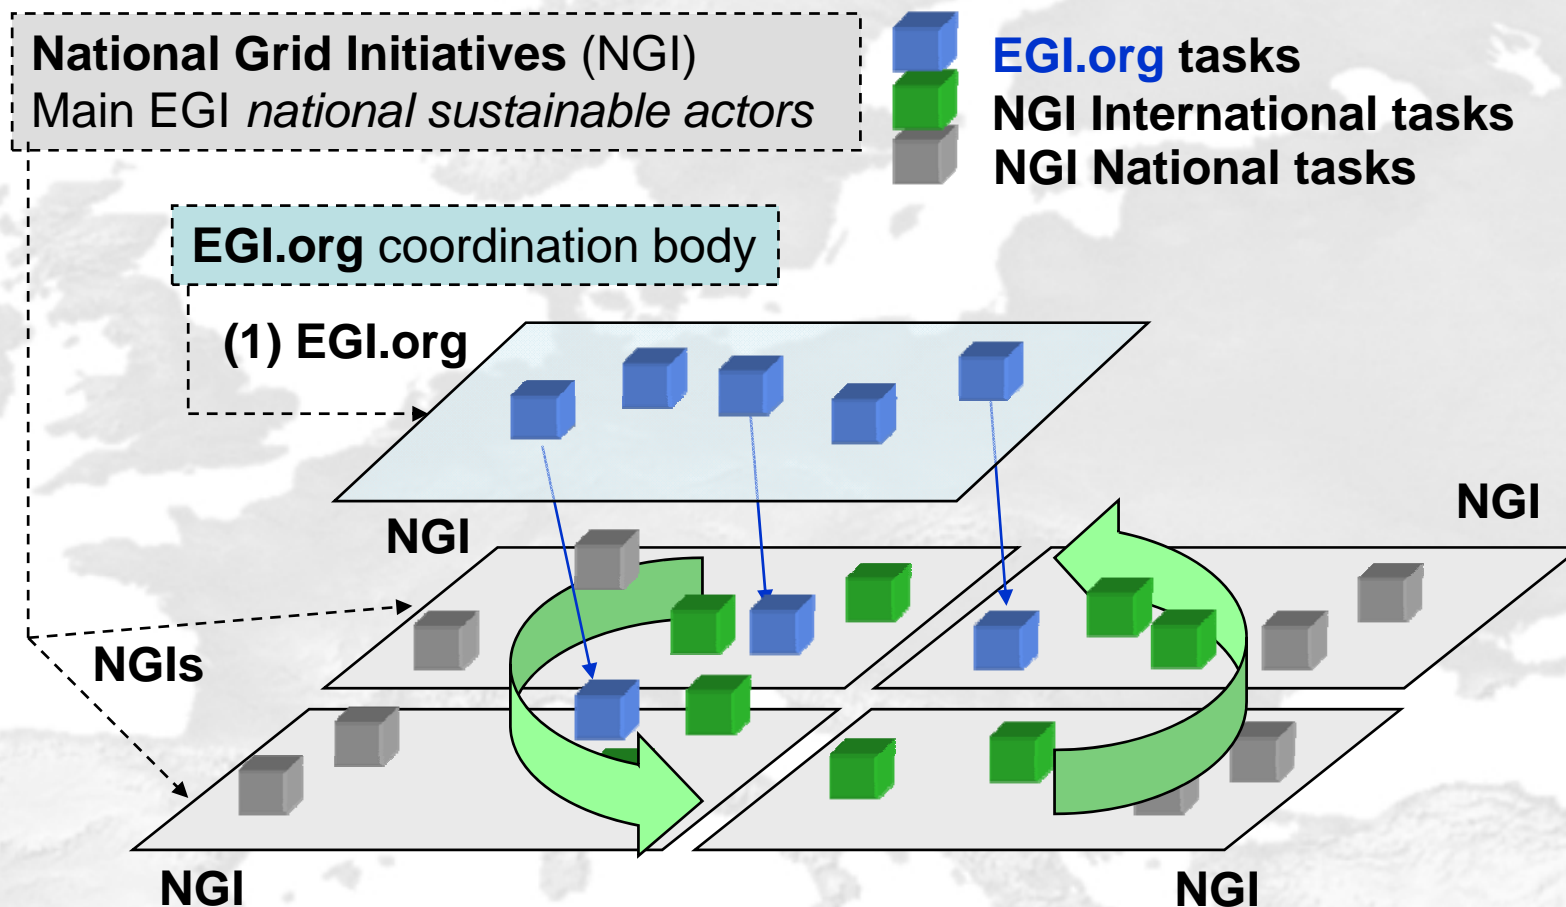 National Grid Initiatives (NGI)
Main EGI national sustainable actors
EGI.org tasks
NGI International tasks
NGI National tasks
EGI.org coordination body
(1) EGI.org
NGI
NGI
NGIs
NGI
NGI